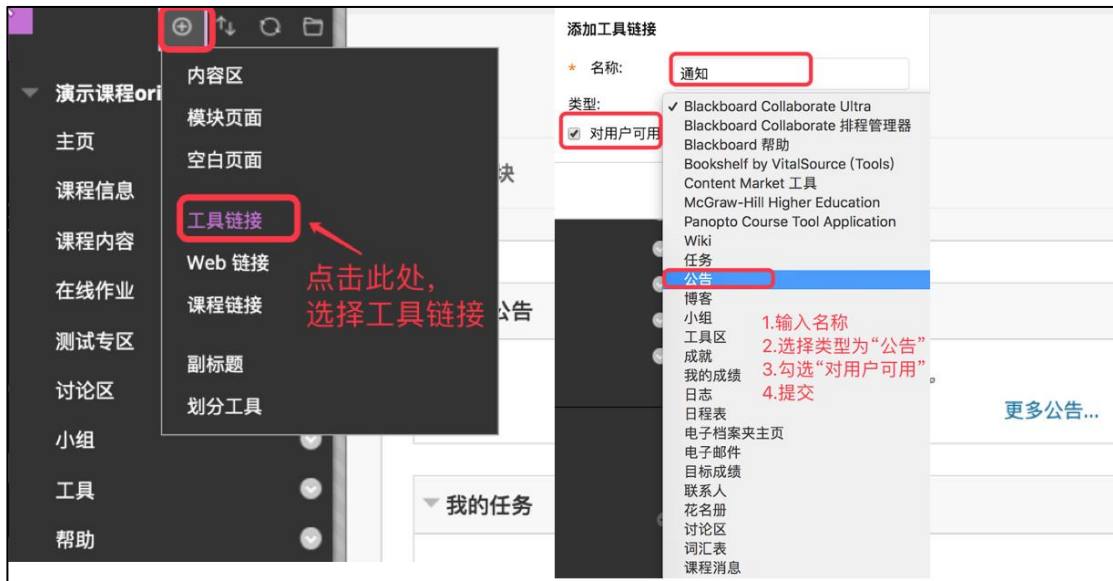 演示课程ori
主页
课程信息
课程内容
在线作业
测试专区
讨论区
小组
工具
帮助
内容区
模块页面
空白页面
工具链接
Web 链接
课程链接
副标题
划分工具
点击此处,
选择工具链接
块
公告
更多公告...
我的任务
添加工具链接
* 名称:
通知
类型:
对用户可用
✓ Blackboard Collaborate Ultra
Blackboard Collaborate 排程管理器
Blackboard 帮助
Bookshelf by VitalSource (Tools)
Content Market 工具
McGraw-Hill Higher Education
Panopto Course Tool Application
Wiki
任务
公告
博客
小组
工具区
成就
我的成绩
日志
日程表
电子档案夹主页
电子邮件
目标成绩
联系人
花名册
讨论区
词汇表
课程消息
1.输入名称
2.选择类型为“公告”
3.勾选“对用户可用”
4.提交